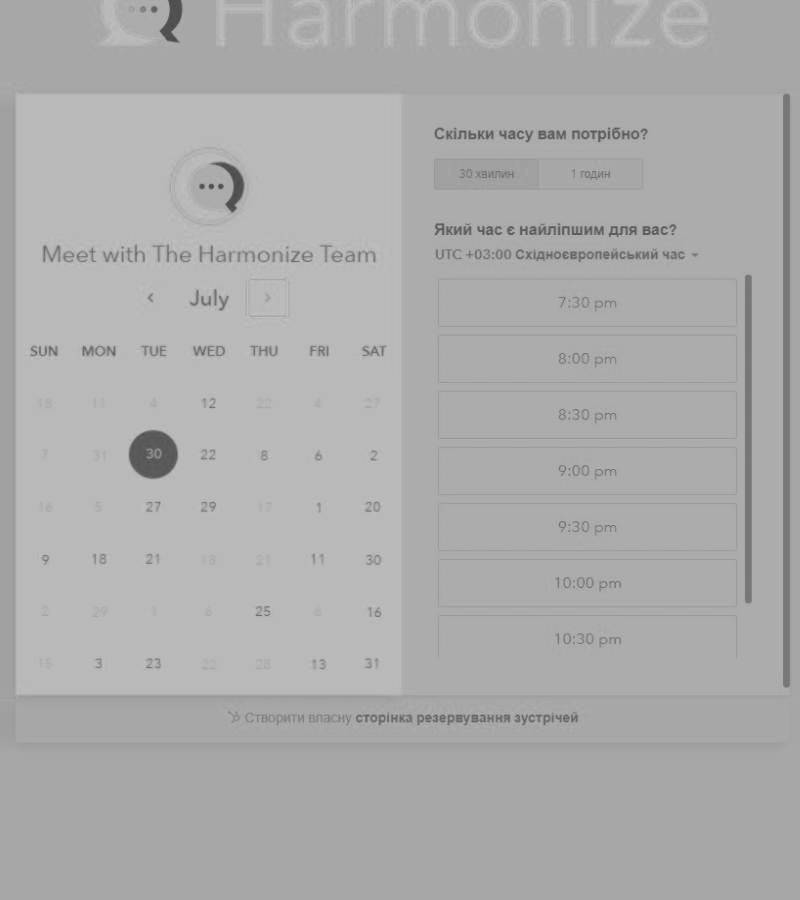 Harmonize
Meet with The Harmonize Team
July
SUN MON TUE WED THU FRI SAT
18 11 4 12 22 4 27
7 31 30 22 8 6 2
16 5 27 29 17 1 20
9 18 21 18 21 11 30
2 29 1 6 25 6 16
15 3 23 22 28 13 31
Скільки часу вам потрібно?
30 хвилин 1 годин
Який час є найліпшим для вас?
UTC +03:00 Східноєвропейський час
7:30 pm
8:00 pm
8:30 pm
9:00 pm
9:30 pm
10:00 pm
10:30 pm
Створити власну сторінка резервування зустрічей